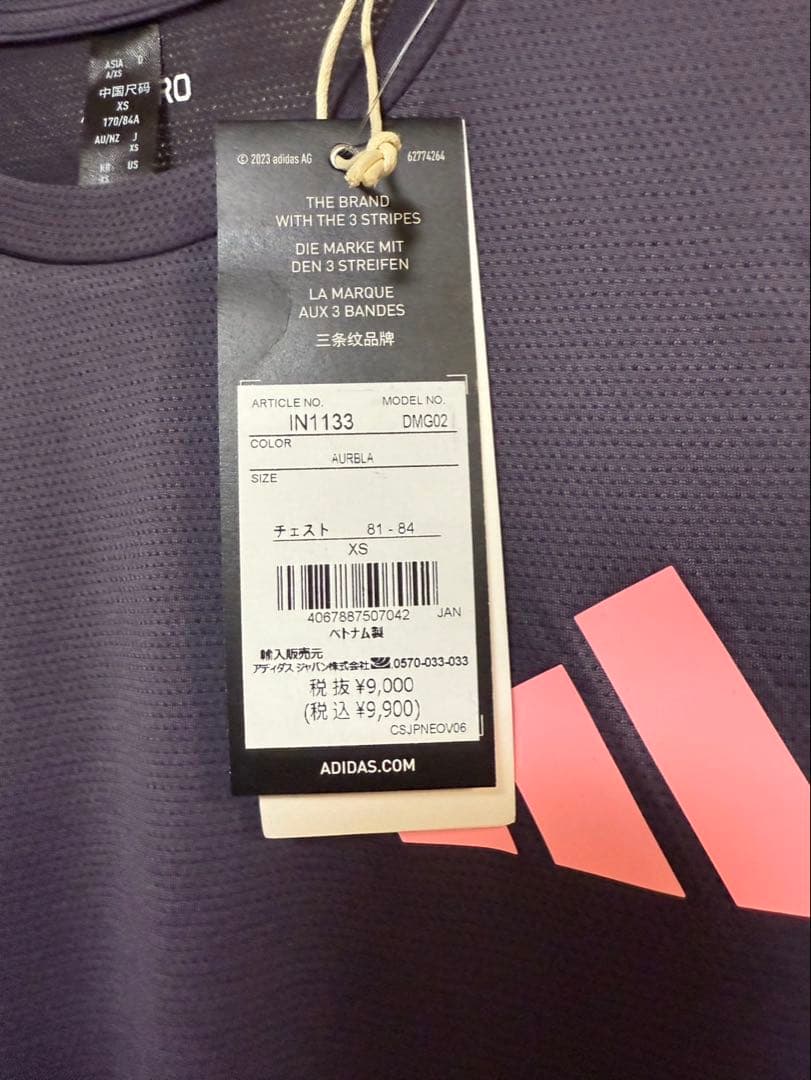 ASIA
A/XS
中国尺码
XS
170/84A
AU/NZ J
XS
KR US
XS
RO
© 2023 adidas AG 62774264
THE BRAND
WITH THE 3 STRIPES
DIE MARKE MIT
DEN 3 STREIFEN
LA MARQUE
AUX 3 BANDES
三条纹品牌
ARTICLE NO. MODEL NO.
IN1133 DMG02
COLOR
AURBLA
SIZE
チェスト 81 - 84
XS
4067887507042 JAN
ベトナム製
輸入販売元
アディダス ジャパン株式会社 0570-033-033
税抜 ¥9,000
(税込 ¥9,900)
CSJPNEOV06
ADIDAS.COM